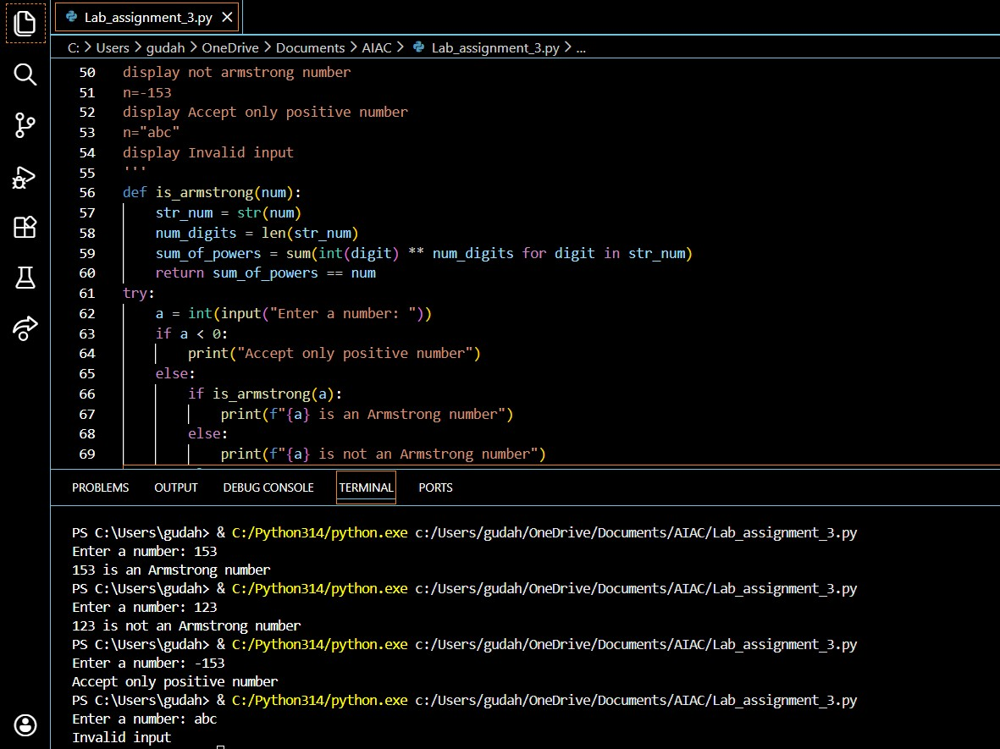 Lab_assignment_3.py
C: > Users > gudah > OneDrive > Documents > AIAC > Lab_assignment_3.py > ...
50 display not armstrong number
51 n=-153
52 display Accept only positive number
53 n="abc"
54 display Invalid input
55 '''
56 def is_armstrong(num):
57     str_num = str(num)
58     num_digits = len(str_num)
59     sum_of_powers = sum(int(digit) ** num_digits for digit in str_num)
60     return sum_of_powers == num
61 try:
62     a = int(input("Enter a number: "))
63     if a < 0:
64         print("Accept only positive number")
65     else:
66         if is_armstrong(a):
67             print(f"{a} is an Armstrong number")
68         else:
69             print(f"{a} is not an Armstrong number")
PROBLEMS OUTPUT DEBUG CONSOLE TERMINAL PORTS
PS C:\Users\gudah> & C:/Python314/python.exe c:/Users/gudah/OneDrive/Documents/AIAC/Lab_assignment_3.py
Enter a number: 153
153 is an Armstrong number
PS C:\Users\gudah> & C:/Python314/python.exe c:/Users/gudah/OneDrive/Documents/AIAC/Lab_assignment_3.py
Enter a number: 123
123 is not an Armstrong number
PS C:\Users\gudah> & C:/Python314/python.exe c:/Users/gudah/OneDrive/Documents/AIAC/Lab_assignment_3.py
Enter a number: -153
Accept only positive number
PS C:\Users\gudah> & C:/Python314/python.exe c:/Users/gudah/OneDrive/Documents/AIAC/Lab_assignment_3.py
Enter a number: abc
Invalid input